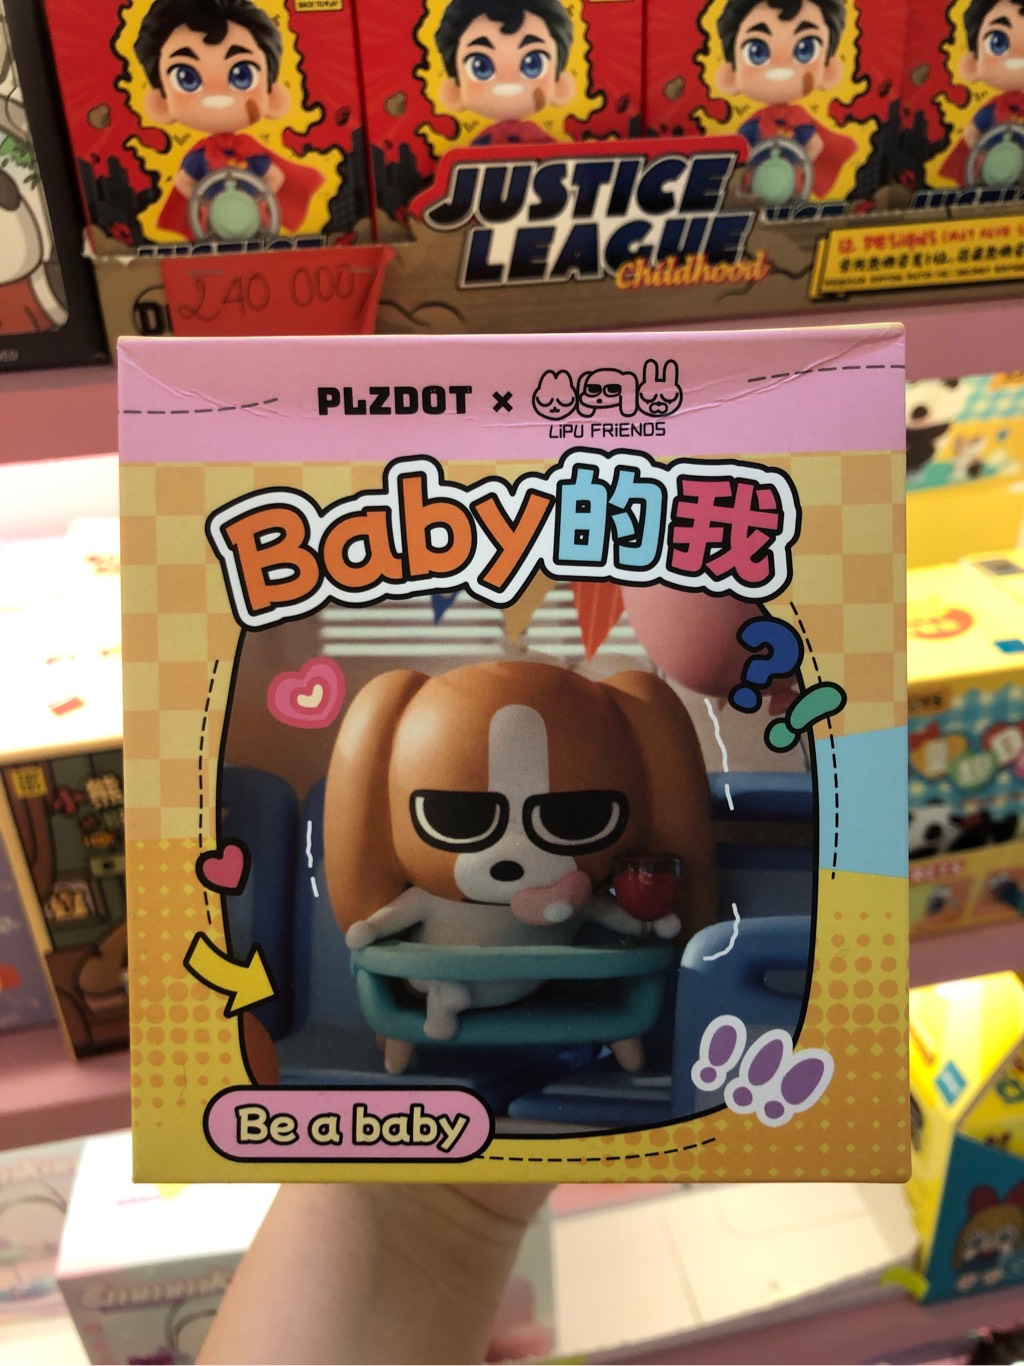 JUSTICE
LEAGUE
Childhood
240 000
PLZDOT × LiPU FRiENDS
Baby的我
Be a baby